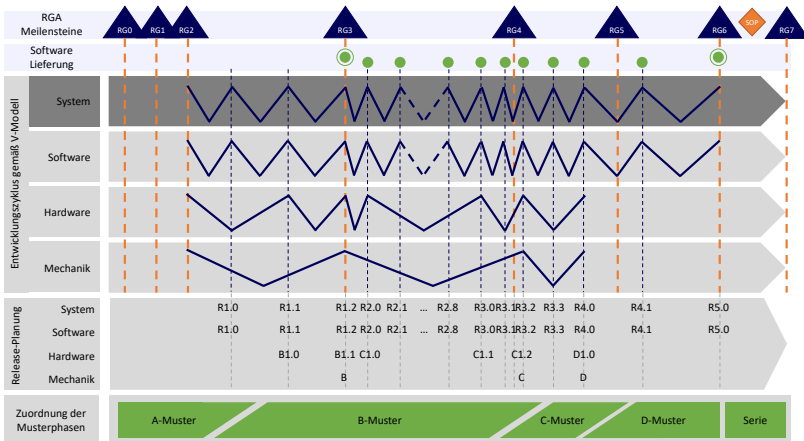 RGA
Meilensteine
RG0 RG1 RG2 RG3 RG4 RG5 RG6 SOP RG7
Software
Lieferung
Entwicklungszyklus gemäß V-Modell
System
Software
Hardware
Mechanik
Release-Planung
System R1.0 R1.1 R1.2 R2.0 R2.1 ... R2.8 R3.0 R3.1 R3.2 R3.3 R4.0 R4.1 R5.0
Software R1.0 R1.1 R1.2 R2.0 R2.1 ... R2.8 R3.0 R3.1 R3.2 R3.3 R4.0 R4.1 R5.0
Hardware B1.0 B1.1 C1.0 C1.1 C1.2 D1.0
Mechanik B C D
Zuordnung der
Musterphasen
A-Muster B-Muster C-Muster D-Muster Serie